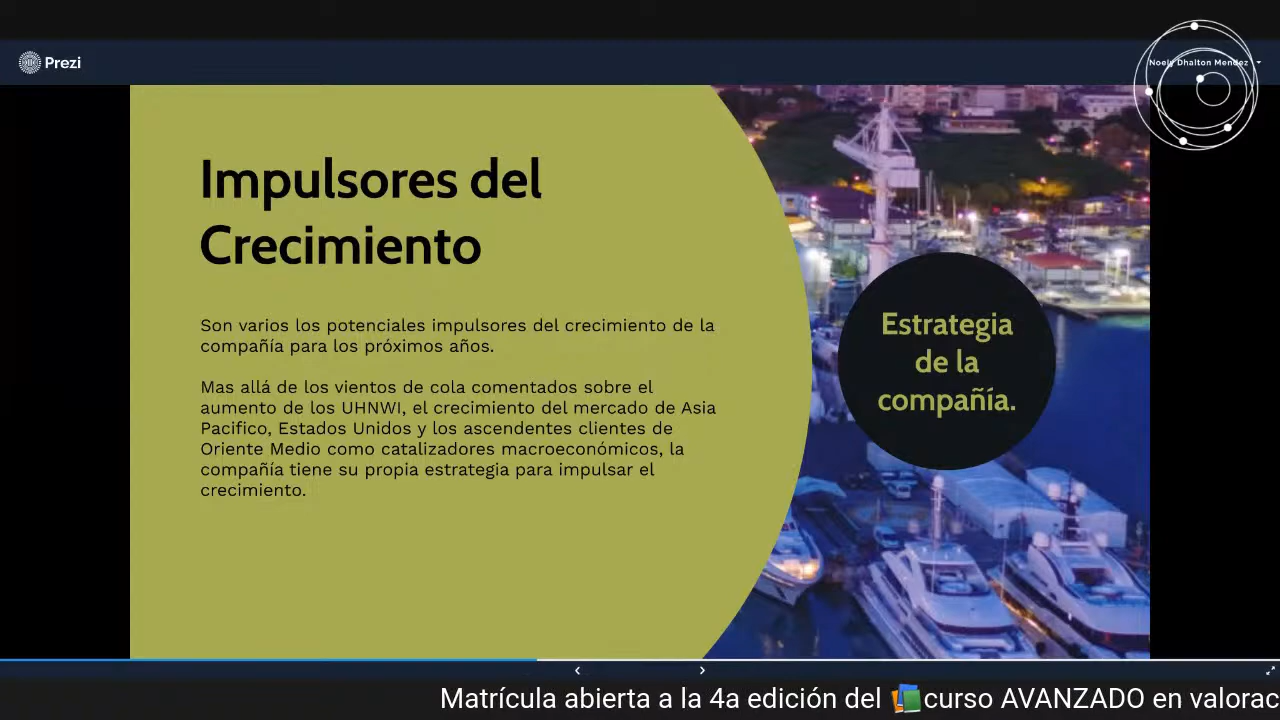 Prezi
Noely Dhalton Mendez
Impulsores del
Crecimiento
Son varios los potenciales impulsores del crecimiento de la
compañía para los próximos años.
Mas allá de los vientos de cola comentados sobre el
aumento de los UHNWI, el crecimiento del mercado de Asia
Pacifico, Estados Unidos y los ascendentes clientes de
Oriente Medio como catalizadores macroeconómicos, la
compañía tiene su propia estrategia para impulsar el
crecimiento.
Estrategia
de la
compañía.
Matrícula abierta a la 4a edición del curso AVANZADO en valorac